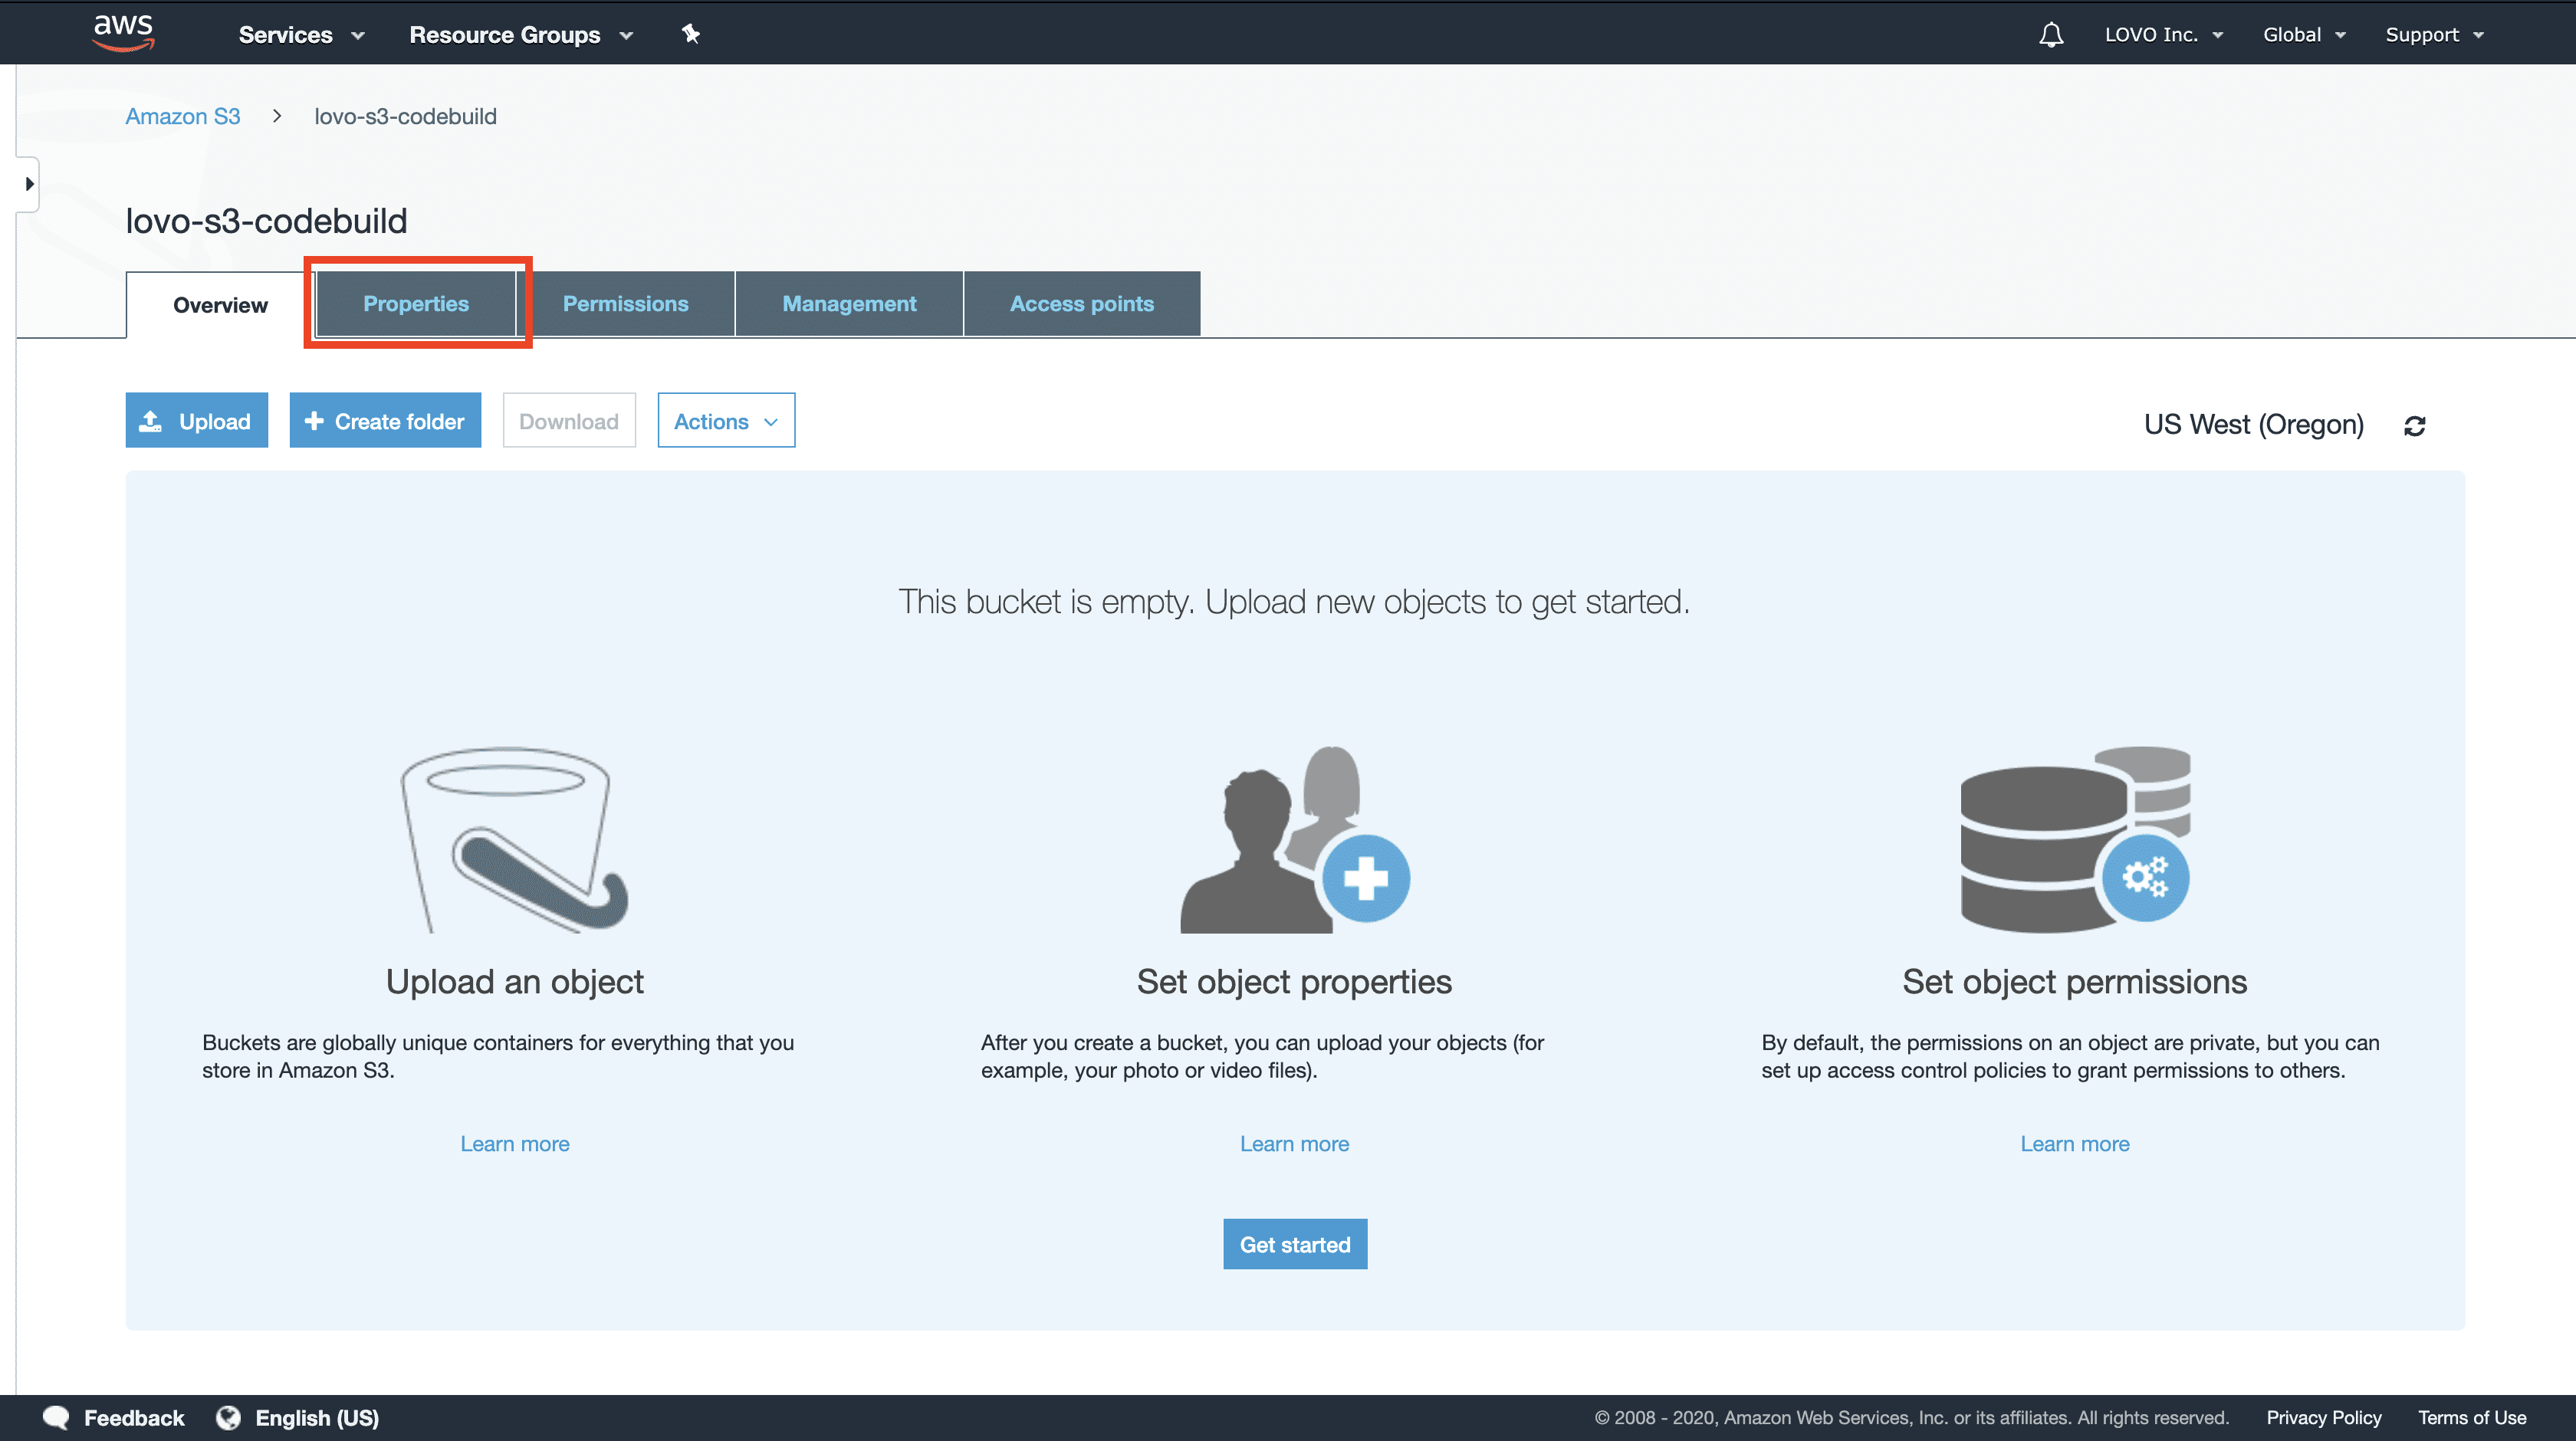 aws Services Resource Groups LOVO Inc. Global Support
Amazon S3 > lovo-s3-codebuild
lovo-s3-codebuild
Overview Properties Permissions Management Access points
Upload Create folder Download Actions US West (Oregon)
This bucket is empty. Upload new objects to get started.
Upload an object
Buckets are globally unique containers for everything that you
store in Amazon S3.
Learn more
Set object properties
After you create a bucket, you can upload your objects (for
example, your photo or video files).
Learn more
Set object permissions
By default, the permissions on an object are private, but you can
set up access control policies to grant permissions to others.
Learn more
Get started
Feedback English (US) © 2008 - 2020, Amazon Web Services, Inc. or its affiliates. All rights reserved. Privacy Policy Terms of Use